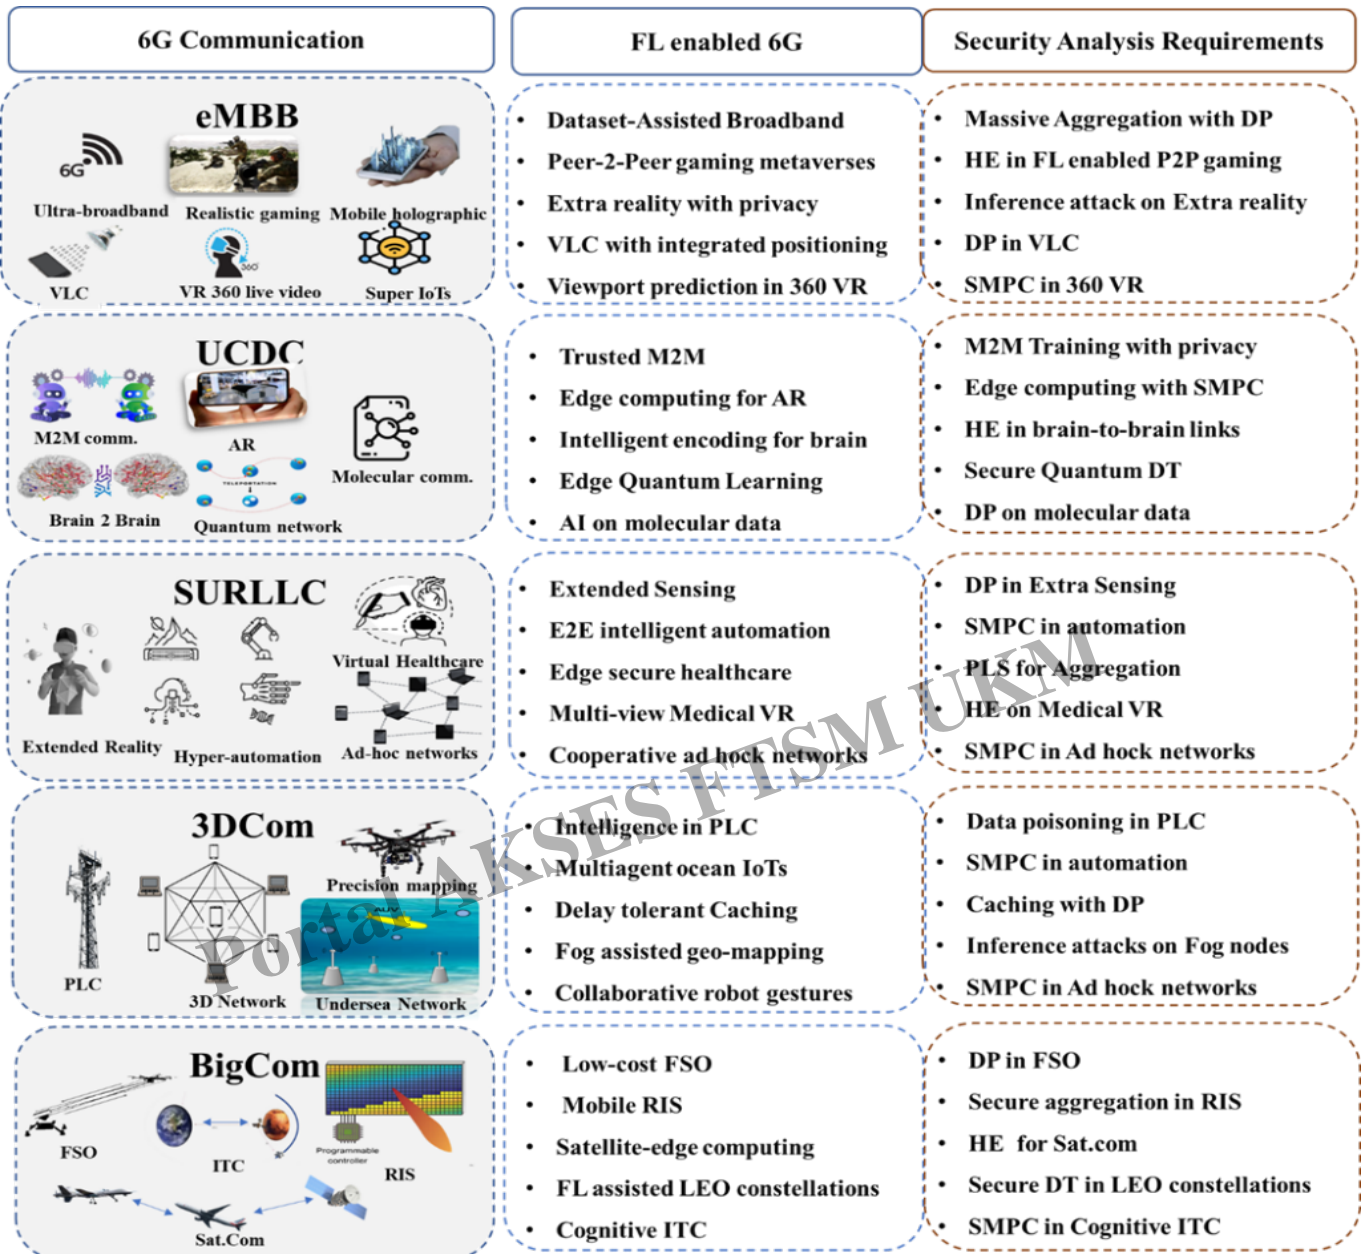 6G Communication
FL enabled 6G
Security Analysis Requirements
eMBB
6G
Ultra-broadband
Realistic gaming
Mobile holographic
360°
VLC
VR 360 live video
Super IoTs
• Dataset-Assisted Broadband
• Peer-2-Peer gaming metaverses
• Extra reality with privacy
• VLC with integrated positioning
• Viewport prediction in 360 VR
• Massive Aggregation with DP
• HE in FL enabled P2P gaming
• Inference attack on Extra reality
• DP in VLC
• SMPC in 360 VR
UCDC
M2M comm.
AR
Molecular comm.
TELEPORTATION
Brain 2 Brain
Quantum network
• Trusted M2M
• Edge computing for AR
• Intelligent encoding for brain
• Edge Quantum Learning
• AI on molecular data
• M2M Training with privacy
• Edge computing with SMPC
• HE in brain-to-brain links
• Secure Quantum DT
• DP on molecular data
SURLLC
Virtual Healthcare
Extended Reality
Hyper-automation
Ad-hoc networks
• Extended Sensing
• E2E intelligent automation
• Edge secure healthcare
• Multi-view Medical VR
• Cooperative ad hock networks
• DP in Extra Sensing
• SMPC in automation
• PLS for Aggregation
• HE on Medical VR
• SMPC in Ad hock networks
3DCom
Precision mapping
AUV
PLC
3D Network
Undersea Network
• Intelligence in PLC
• Multiagent ocean IoTs
• Delay tolerant Caching
• Fog assisted geo-mapping
• Collaborative robot gestures
• Data poisoning in PLC
• SMPC in automation
• Caching with DP
• Inference attacks on Fog nodes
• SMPC in Ad hock networks
BigCom
FSO
ITC
Programmable
controller
RIS
Sat.Com
• Low-cost FSO
• Mobile RIS
• Satellite-edge computing
• FL assisted LEO constellations
• Cognitive ITC
• DP in FSO
• Secure aggregation in RIS
• HE for Sat.com
• Secure DT in LEO constellations
• SMPC in Cognitive ITC
Portal AKSES FTSM UKM